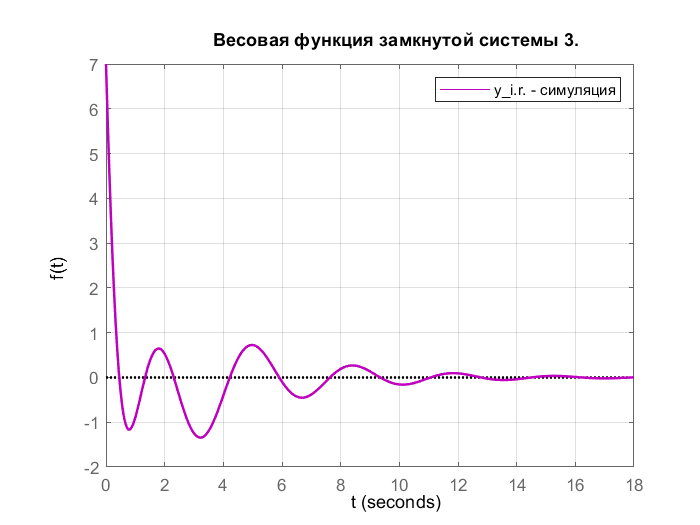 Весовая функция замкнутой системы 3.
y_i.r. - симуляция
f(t)
7
6
5
4
3
2
1
0
-1
-2
0 2 4 6 8 10 12 14 16 18
t (seconds)